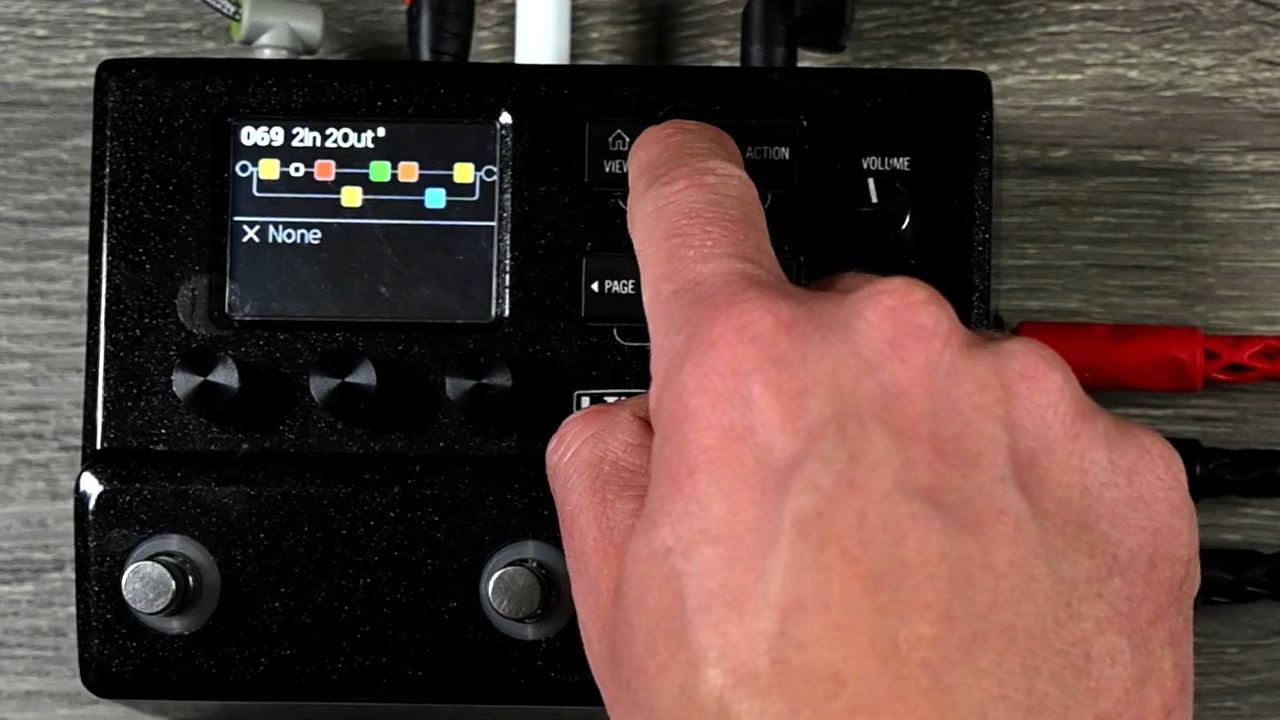 069 2In 2Out
X None
VIEW
ACTION
VOLUME
PAGE